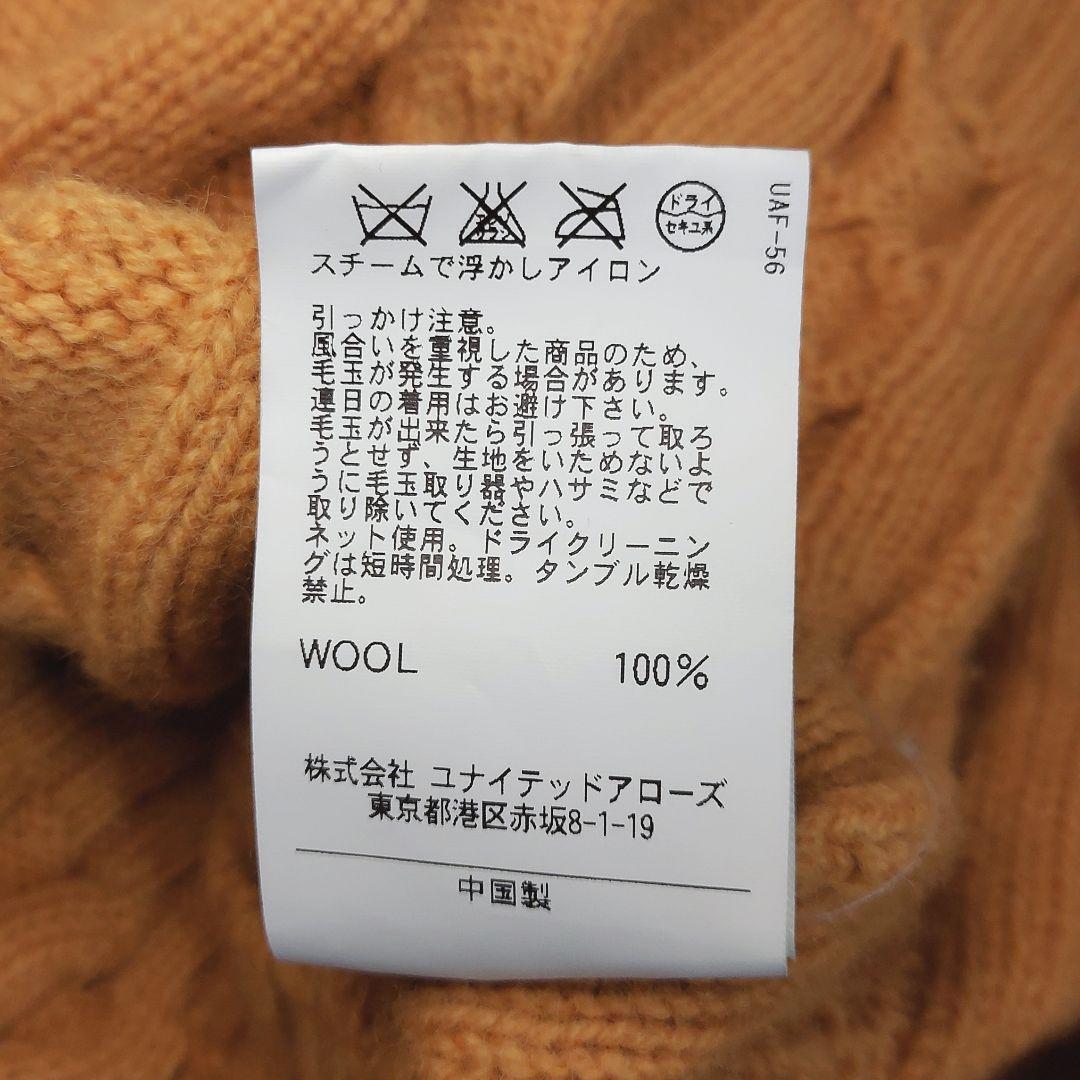 エンソ
サラシ
ドライ
セキユ系
UAF-56
スチームで浮かしアイロン
引っかけ注意。
風合いを重視した商品のため、
毛玉が発生する場合があります。
連日の着用はお避け下さい。
毛玉が出来たら引っ張って取ろ
うとせず、生地をいためないよ
うに毛玉取り器やハサミなどで
取り除いてください。
ネット使用。ドライクリーニン
グは短時間処理。タンブル乾燥
禁止。
WOOL 100%
株式会社 ユナイテッドアローズ
東京都港区赤坂8-1-19
中国製